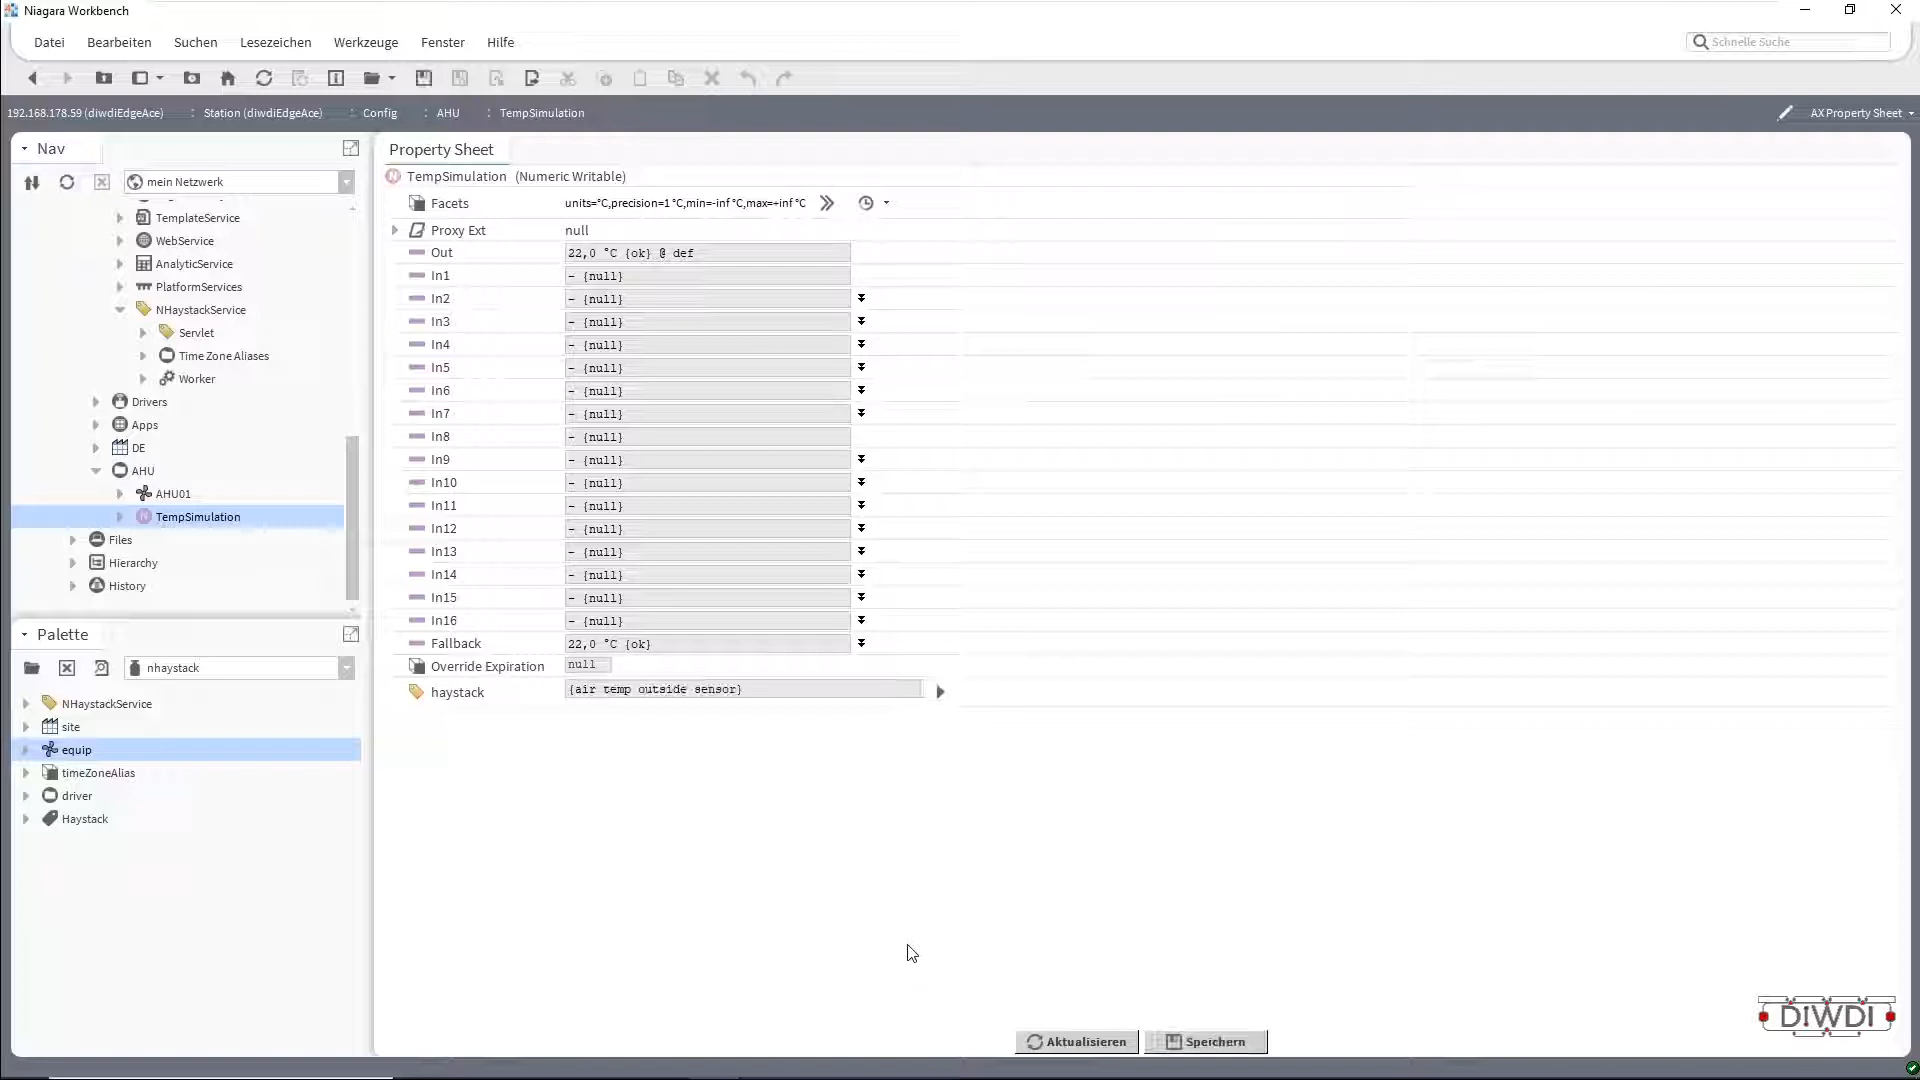 Niagara Workbench
Datei Bearbeiten Suchen Lesezeichen Werkzeuge Fenster Hilfe
Schnelle Suche
192.168.178.59 (diwdiEdgeAce) : Station (diwdiEdgeAce) : Config : AHU : TempSimulation
AX Property Sheet
Nav
mein Netzwerk
TemplateService
WebService
AnalyticService
PlatformServices
NHaystackService
Servlet
Time Zone Aliases
Worker
Drivers
Apps
DE
AHU
AHU01
TempSimulation
Files
Hierarchy
History
Palette
nhaystack
NHaystackService
site
equip
timeZoneAlias
driver
Haystack
Property Sheet
TempSimulation (Numeric Writable)
Facets units=°C,precision=1 °C,min=-inf °C,max=+inf °C
Proxy Ext null
Out 22,0 °C {ok} @ def
In1 - {null}
In2 - {null}
In3 - {null}
In4 - {null}
In5 - {null}
In6 - {null}
In7 - {null}
In8 - {null}
In9 - {null}
In10 - {null}
In11 - {null}
In12 - {null}
In13 - {null}
In14 - {null}
In15 - {null}
In16 - {null}
Fallback 22,0 °C {ok}
Override Expiration null
haystack {air temp outside sensor}
Aktualisieren Speichern
DIWDI